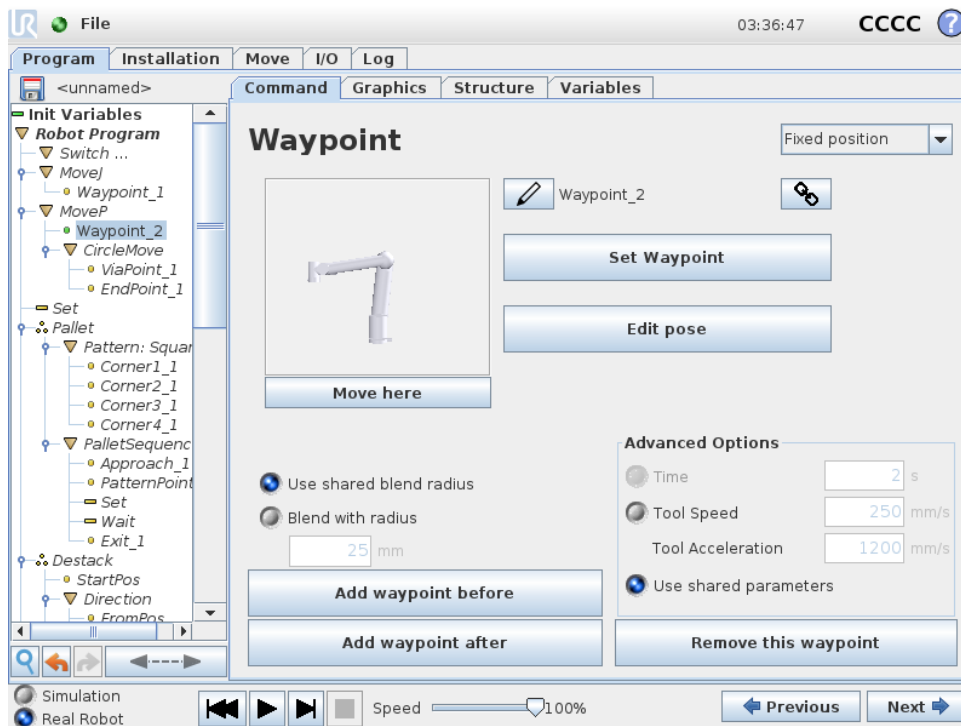 UR File 03:36:47 CCCC ?
Program Installation Move I/O Log
<unnamed>
Command Graphics Structure Variables
Init Variables
Robot Program
Switch ...
MoveJ
Waypoint_1
MoveP
Waypoint_2
CircleMove
ViaPoint_1
EndPoint_1
Set
Pallet
Pattern: Squar
Corner1_1
Corner2_1
Corner3_1
Corner4_1
PalletSequenc
Approach_1
PatternPoint
Set
Wait
Exit_1
Destack
StartPos
Direction
FromPos
Waypoint
Fixed position
Waypoint_2
Set Waypoint
Edit pose
Move here
Use shared blend radius
Blend with radius
25 mm
Advanced Options
Time 2 s
Tool Speed 250 mm/s
Tool Acceleration 1200 mm/s
Use shared parameters
Add waypoint before
Add waypoint after
Remove this waypoint
Simulation
Real Robot
Speed 100%
Previous
Next